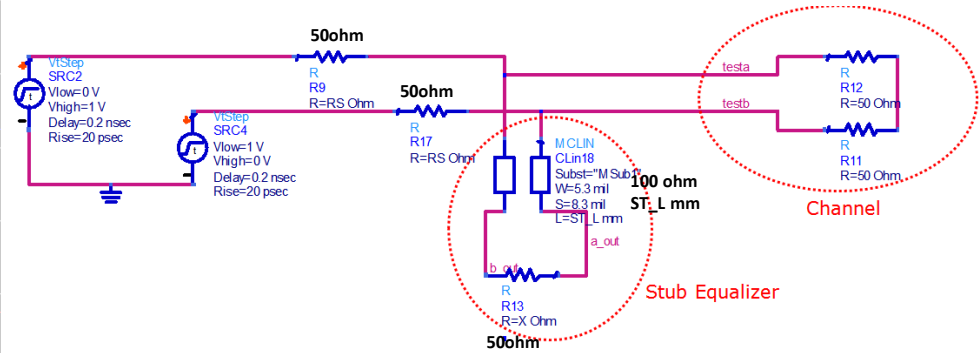 50ohm
VtStep
SRC2
Vlow=0 V
Vhigh=1 V
Delay=0.2 nsec
Rise=20 psec
R
R9
R=RS Ohm
50ohm
VtStep
SRC4
Vlow=1 V
Vhigh=0 V
Delay=0.2 nsec
Rise=20 psec
t
t
R
R17
R=RS Ohm
testa
testb
R
R12
R=50 Ohm
R
R11
R=50 Ohm
Channel
MCLIN
CLin18
Subst="MSub1"
W=5.3 mil
S=8.3 mil
L=ST_L mm
100 ohm
ST_L mm
a_out
b_out
R
R13
R=X Ohm
50ohm
Stub Equalizer